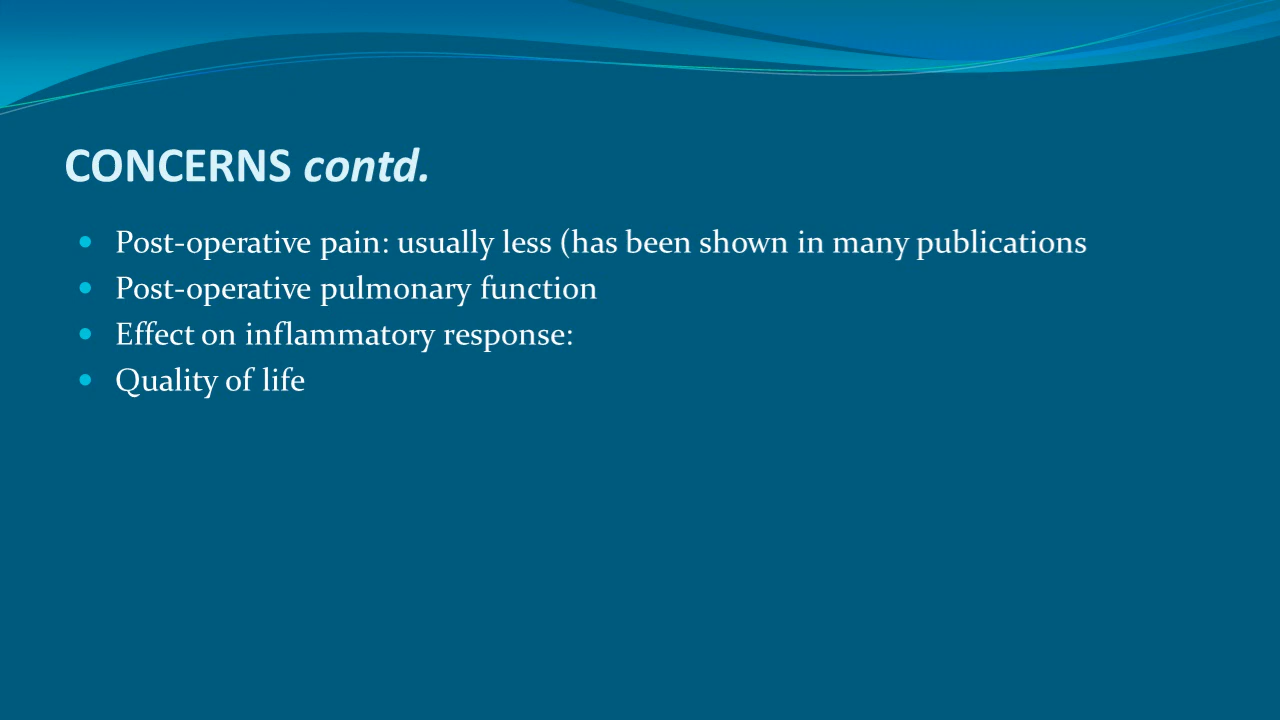 CONCERNS contd.
Post-operative pain: usually less (has been shown in many publications
Post-operative pulmonary function
Effect on inflammatory response:
Quality of life